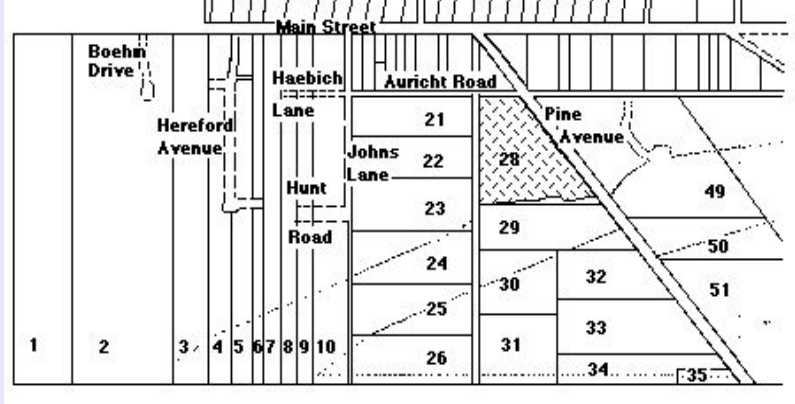 Main Street
Boehm
Drive
Haebich
Lane
Auricht Road
Hereford
Avenue
Johns
Lane
Hunt
Road
Pine
Avenue
21
22
23
24
25
26
28
29
30
31
32
33
34
35
49
50
51
1
2
3
4
5
6
7
8
9
10